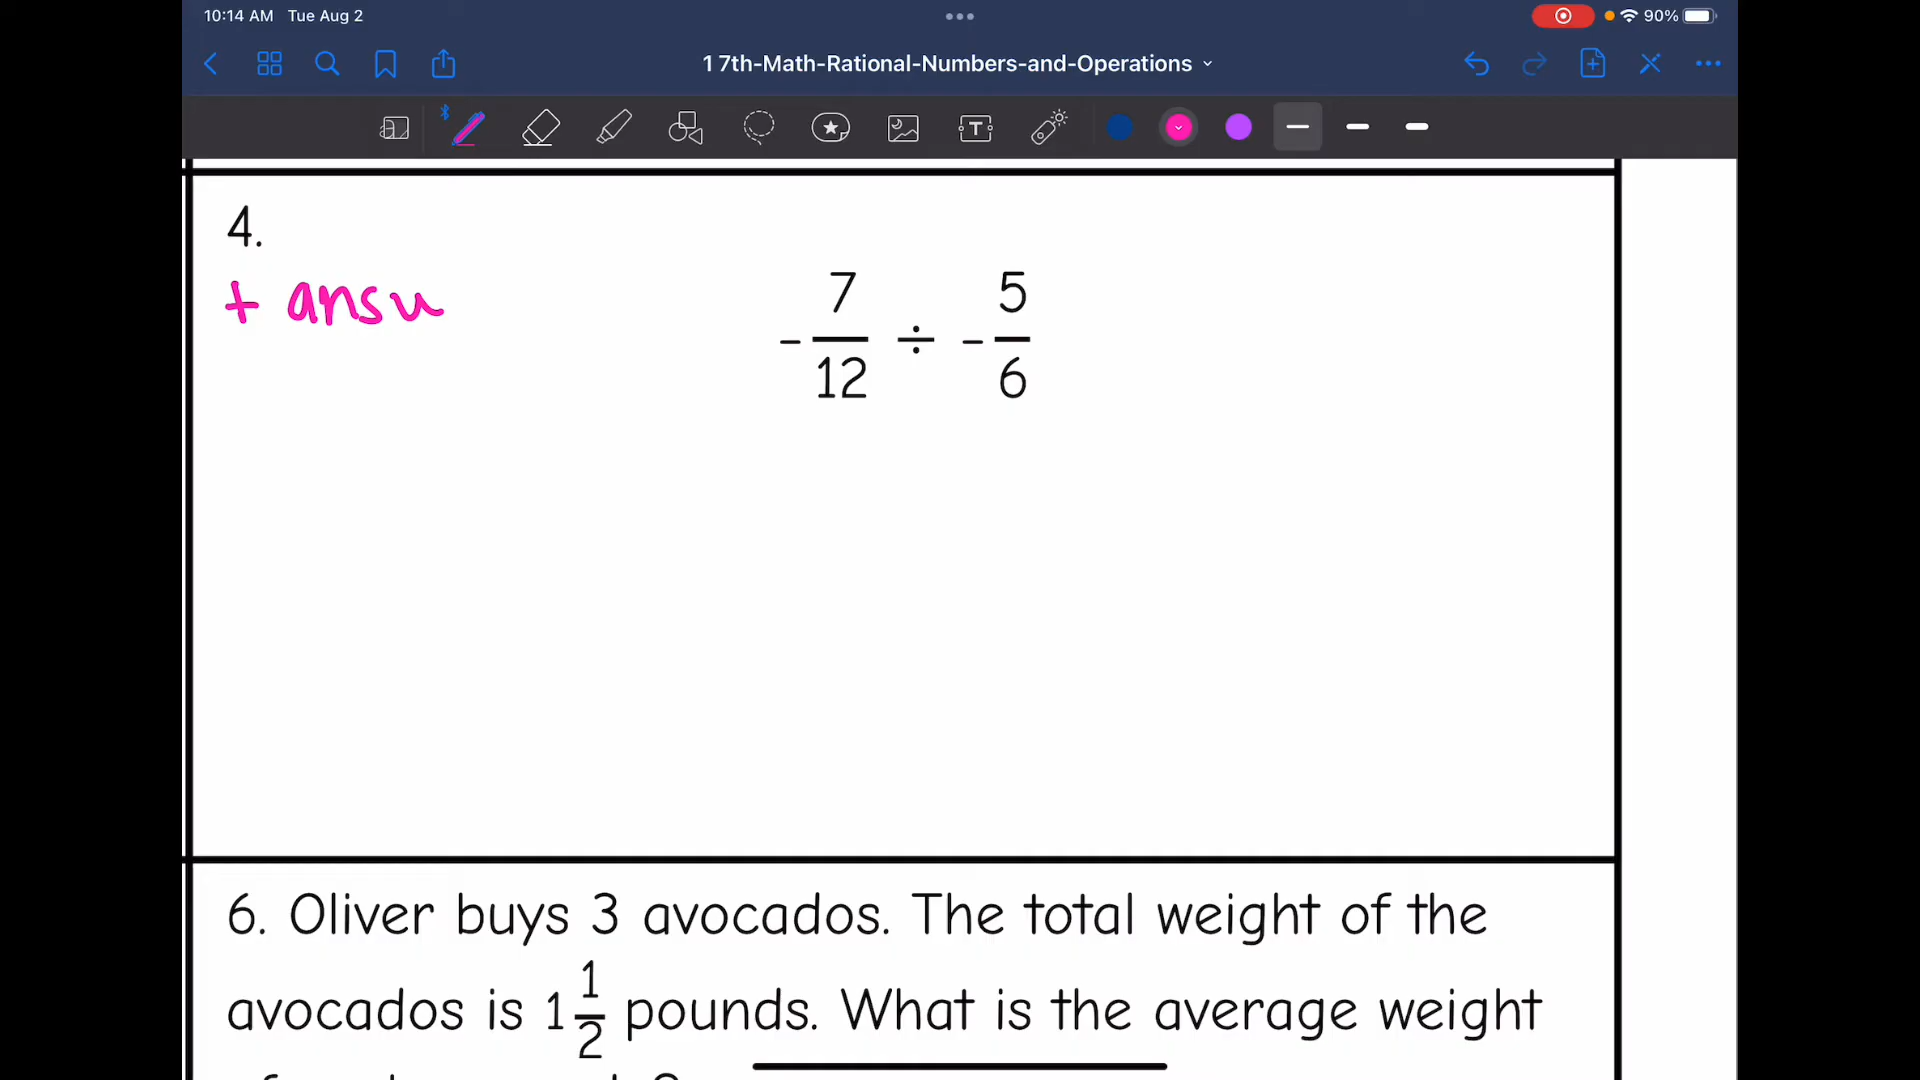 10:14 AM Tue Aug 2
90%
1 7th-Math-Rational-Numbers-and-Operations
4.
+ ansu
-7/12 ÷ -5/6
6. Oliver buys 3 avocados. The total weight of the
avocados is 1 1/2 pounds. What is the average weight